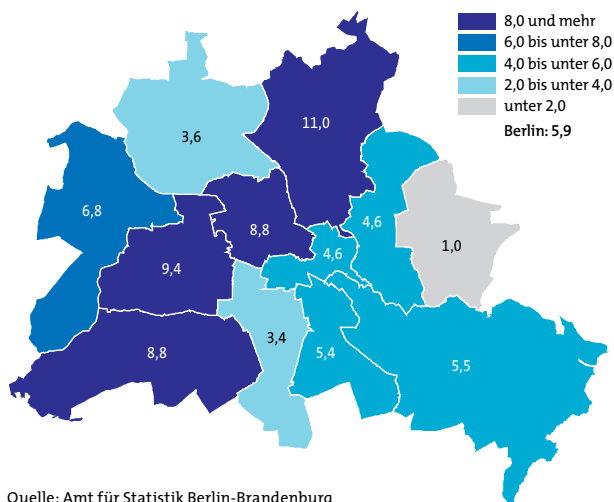 8,0 und mehr
6,0 bis unter 8,0
4,0 bis unter 6,0
2,0 bis unter 4,0
unter 2,0
Berlin: 5,9
11,0
3,6
6,8
8,8
4,6
4,6
1,0
9,4
3,4
8,8
5,4
5,5
Quelle: Amt für Statistik Berlin-Brandenburg